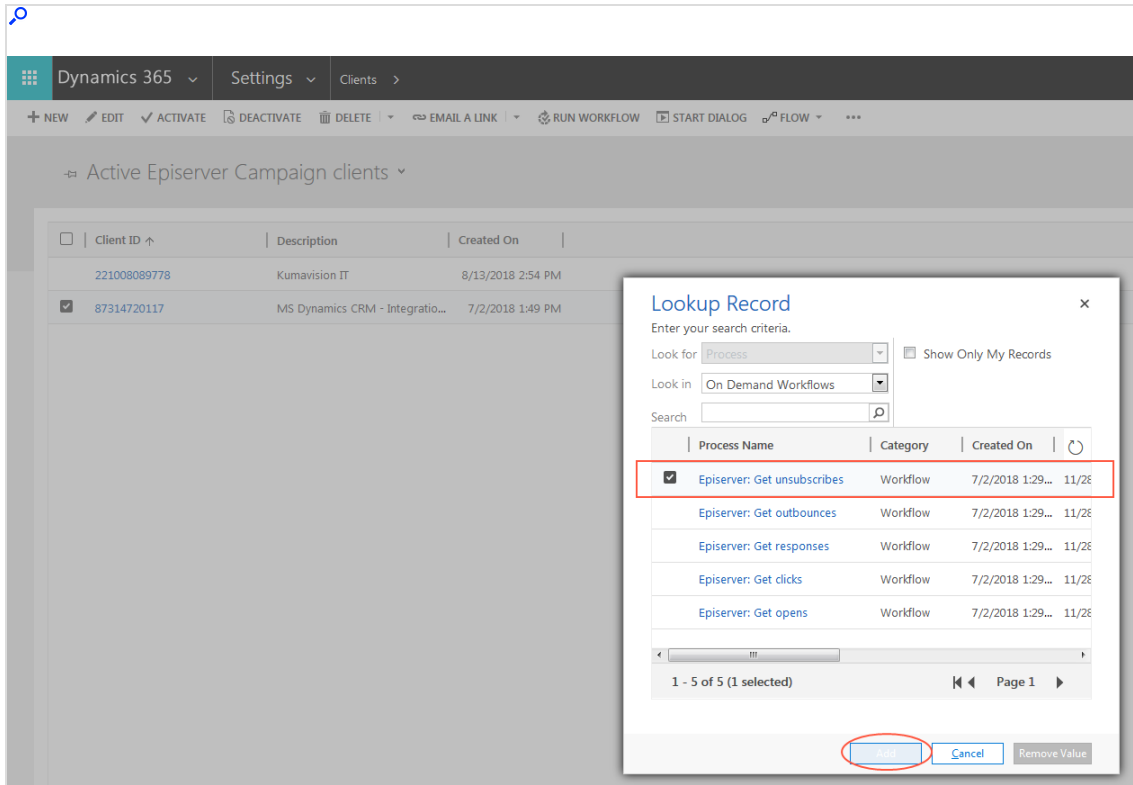 Dynamics 365 Settings Clients >
NEW EDIT ACTIVATE DEACTIVATE DELETE EMAIL A LINK RUN WORKFLOW START DIALOG FLOW ...
Active Episerver Campaign clients
Client ID Description Created On
221008089778 Kumavision IT 8/13/2018 2:54 PM
87314720117 MS Dynamics CRM - Integratio... 7/2/2018 1:49 PM
Lookup Record
Enter your search criteria.
Look for Process Show Only My Records
Look in On Demand Workflows
Search
Process Name Category Created On
Episerver: Get unsubscribes Workflow 7/2/2018 1:29... 11/28
Episerver: Get outbounces Workflow 7/2/2018 1:29... 11/28
Episerver: Get responses Workflow 7/2/2018 1:29... 11/28
Episerver: Get clicks Workflow 7/2/2018 1:29... 11/28
Episerver: Get opens Workflow 7/2/2018 1:29... 11/28
1 - 5 of 5 (1 selected) Page 1
Add Cancel Remove Value